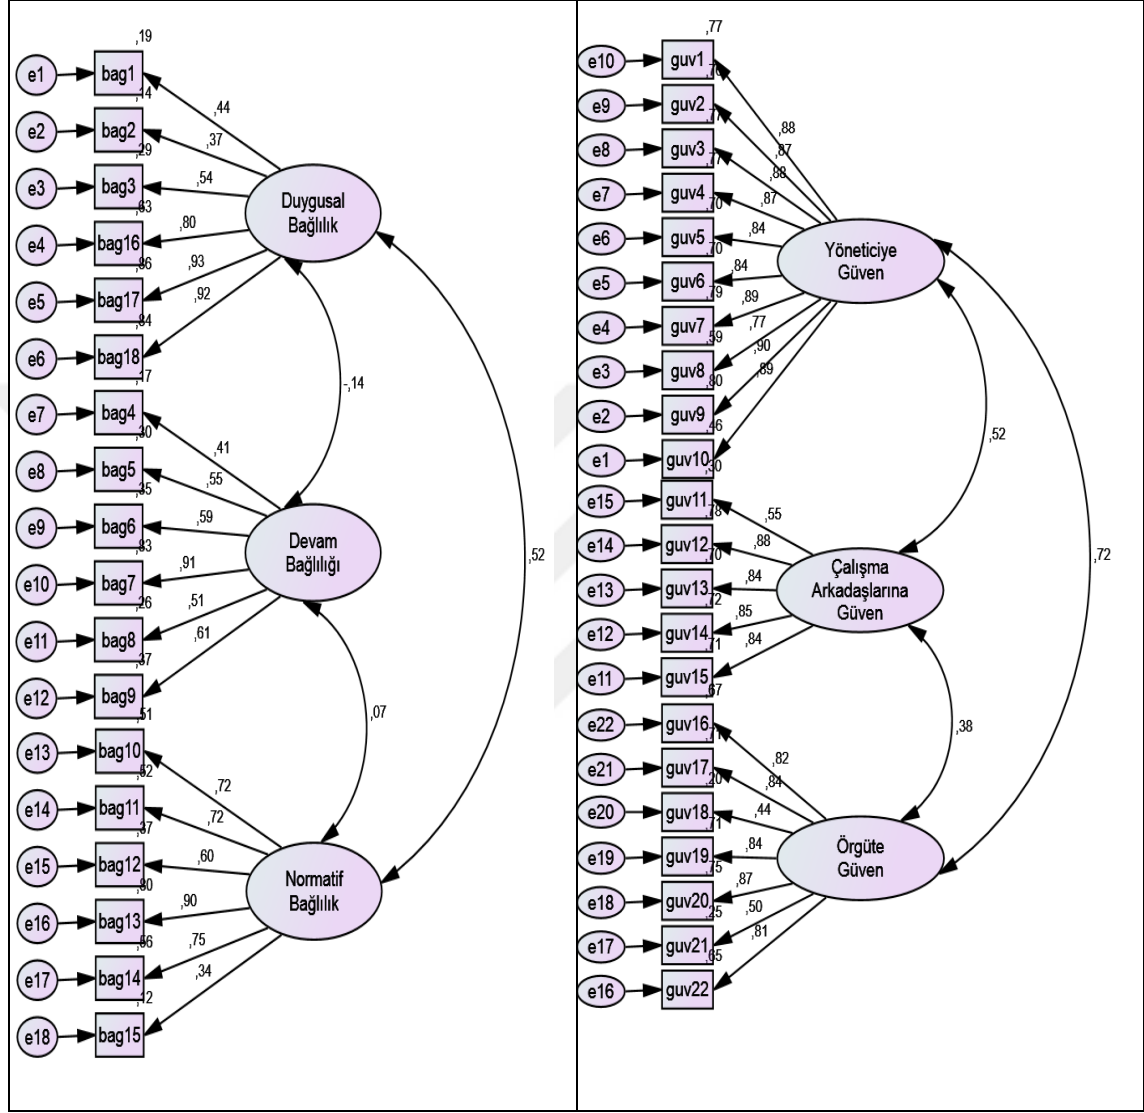 ,19
e1 bag1
,14
,44
e2 bag2
,37
,29
e3 bag3
,54
,63
e4 bag16
,80
,86
e5 bag17
,93
,84
e6 bag18
,92
Duygusal
Bağlılık
,17
e7 bag4
,41
,30
e8 bag5
,55
,35
e9 bag6
,59
,83
e10 bag7
,91
,26
e11 bag8
,51
,37
e12 bag9
,61
Devam
Bağlılığı
,51
e13 bag10
,72
,52
e14 bag11
,72
,37
e15 bag12
,60
,80
e16 bag13
,90
,56
e17 bag14
,75
,12
e18 bag15
,34
Normatif
Bağlılık
-,14
,07
,52
,77
e10 guv1
,88
,76
e9 guv2
,87
,77
e8 guv3
,88
,77
e7 guv4
,87
,70
e6 guv5
,84
,70
e5 guv6
,84
,79
e4 guv7
,89
,59
e3 guv8
,77
,80
e2 guv9
,90
,46
e1 guv10
,89
Yöneticiye
Güven
,30
e15 guv11
,55
,78
e14 guv12
,88
,70
e13 guv13
,84
,72
e12 guv14
,85
,71
e11 guv15
,84
Çalışma
Arkadaşlarına
Güven
,67
e22 guv16
,82
,71
e21 guv17
,84
,20
e20 guv18
,44
,71
e19 guv19
,84
,75
e18 guv20
,87
,25
e17 guv21
,50
,65
e16 guv22
,81
Örgüte
Güven
,52
,38
,72